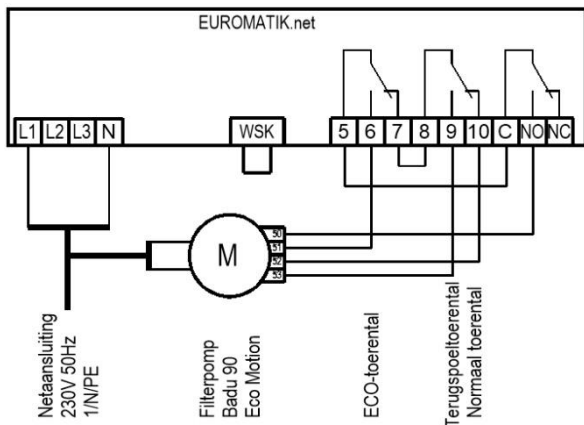 EUROMATIK.net
L1 L2 L3 N
WSK
5 6 7 8 9 10 C NO NC
M
50
51
52
53
Netaansluiting
230V 50Hz
1/N/PE
Filterpomp
Badu 90
Eco Motion
ECO-toerental
Terugspoeltoerental
Normaal toerental